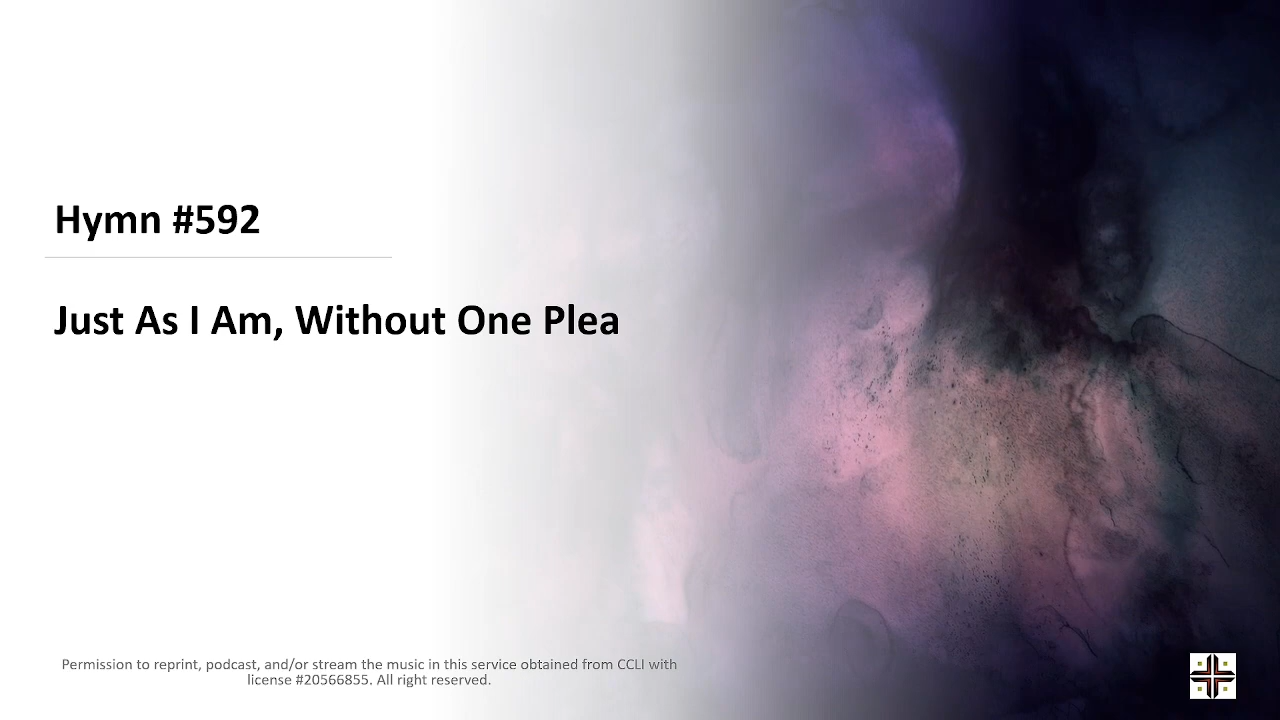 Hymn #592
Just As I Am, Without One Plea
Permission to reprint, podcast, and/or stream the music in this service obtained from CCLI with
license #20566855. All right reserved.